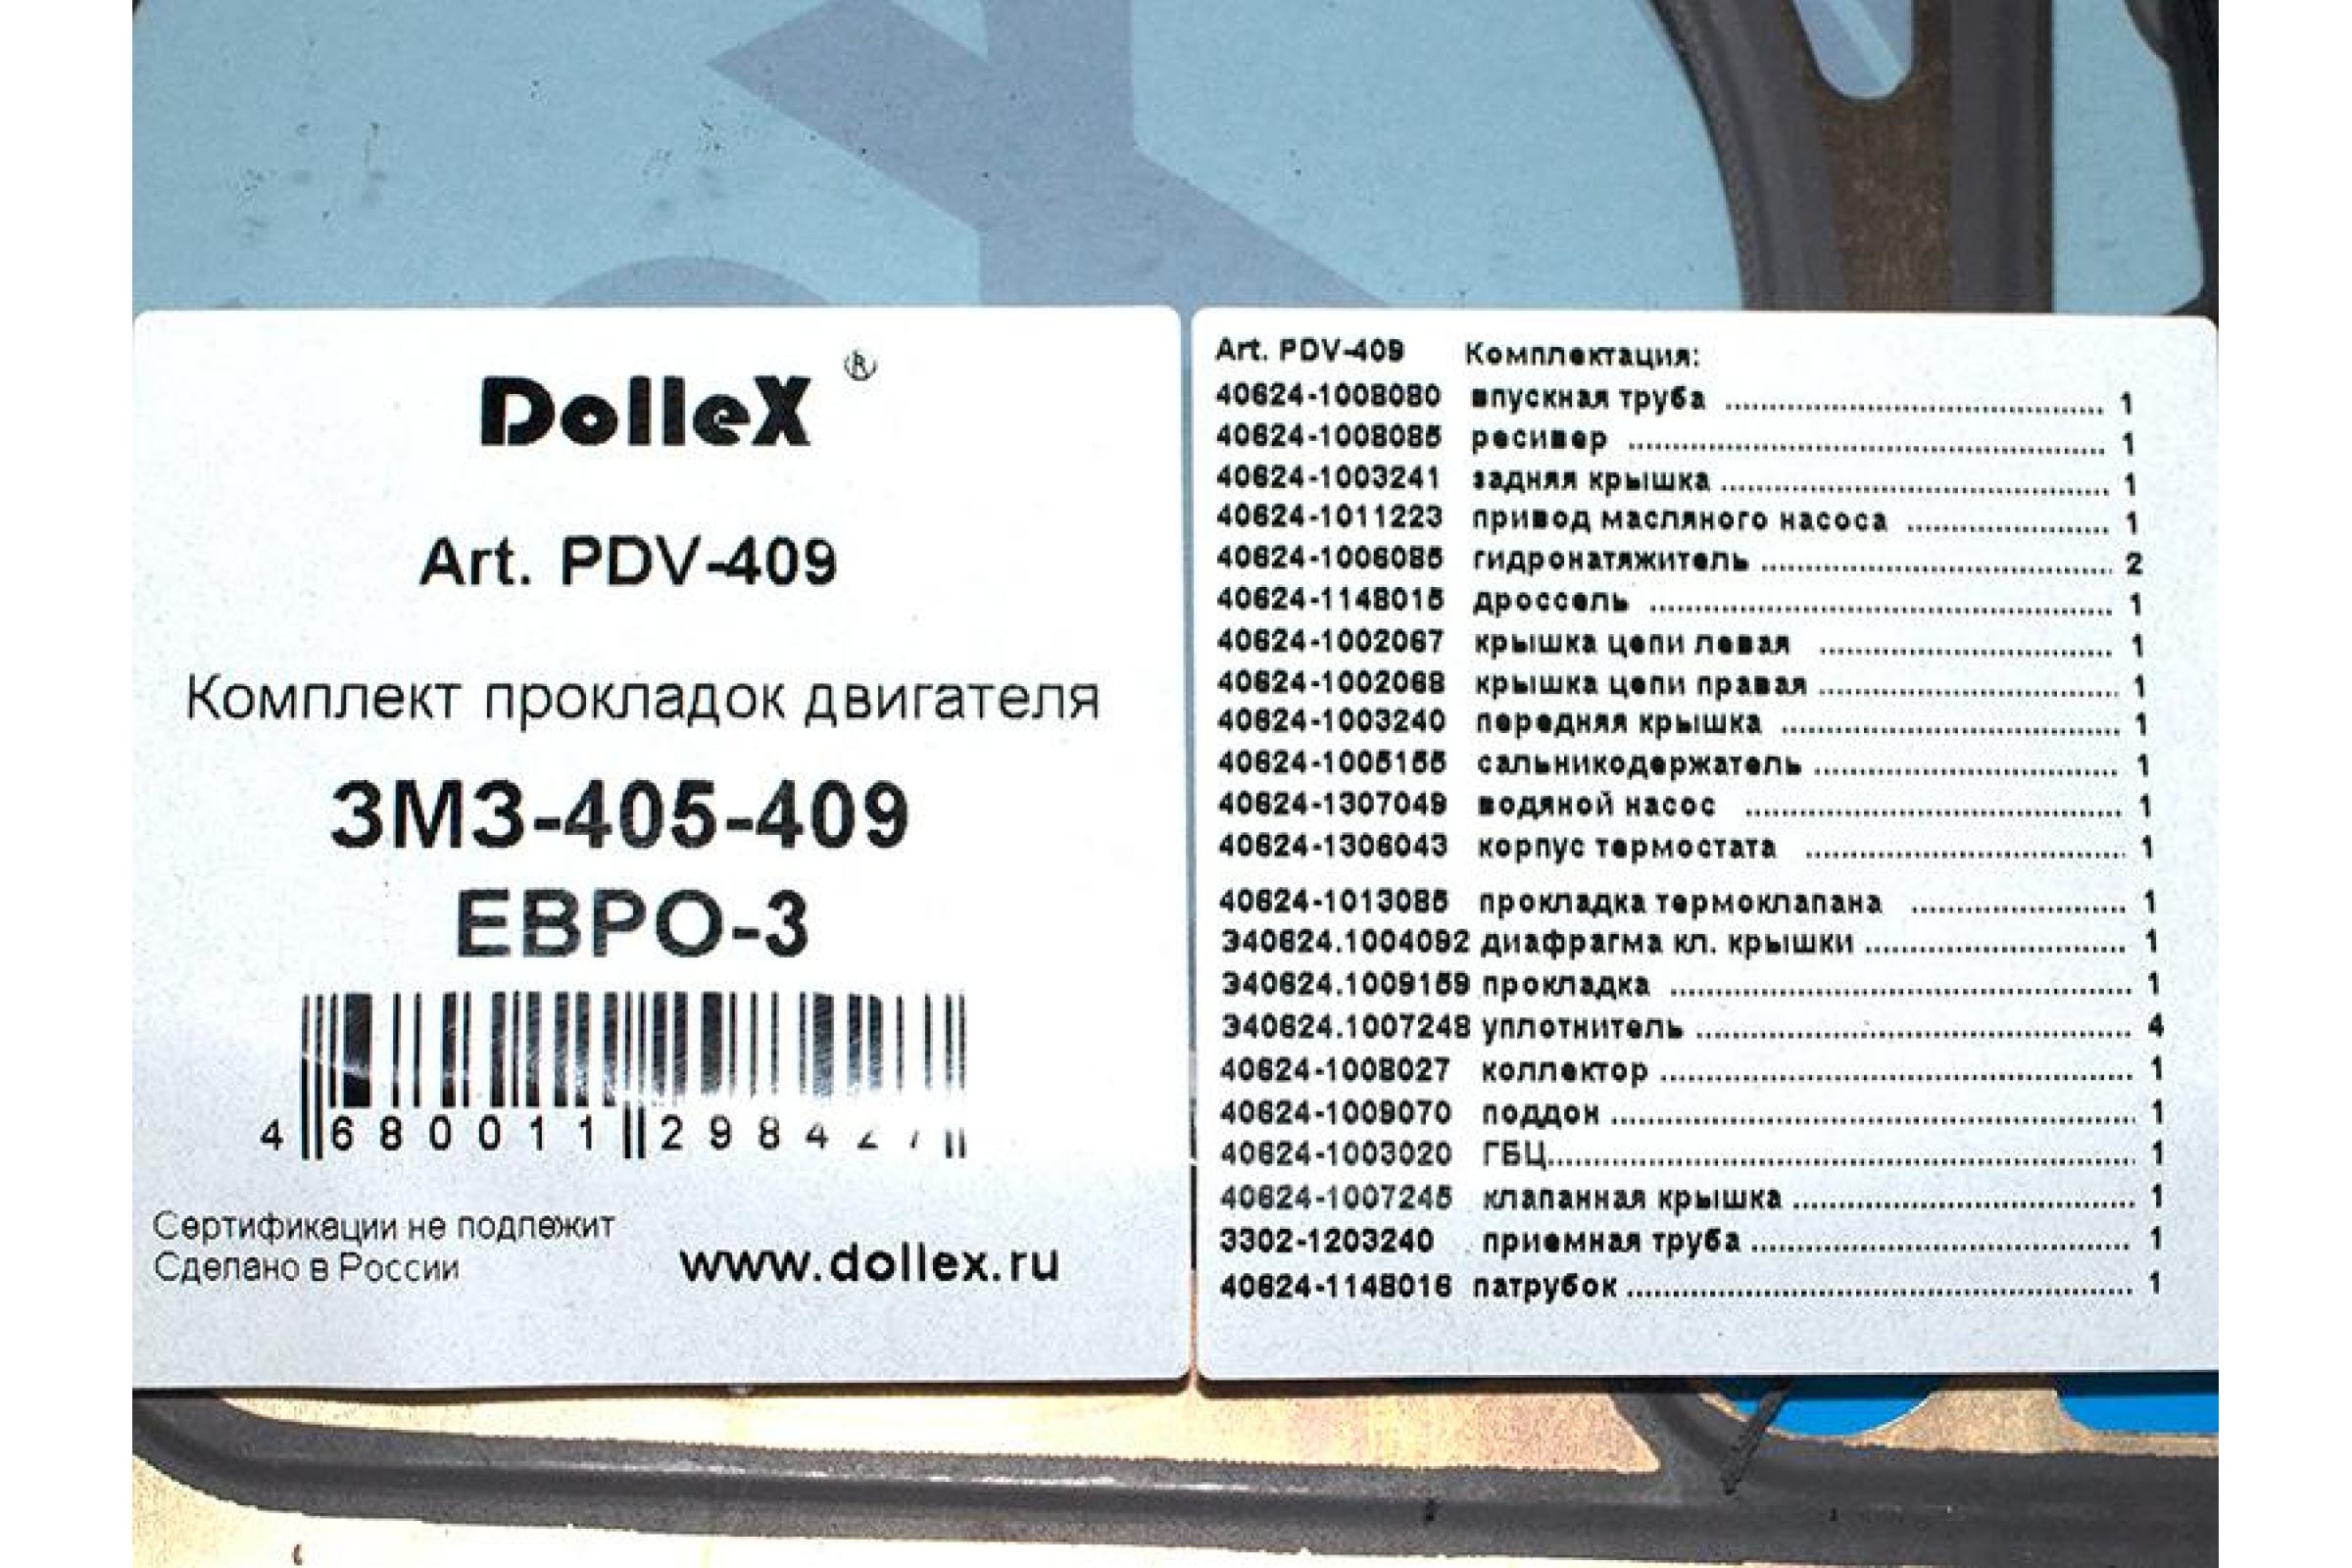 DolleX ®
Art. PDV-409
Комплект прокладок двигателя
ЗМЗ-405-409
ЕВРО-3
4 680011 298427
Сертификации не подлежит
Сделано в России
www.dollex.ru
Art. PDV-409 Комплектация:
40624-1008080 впускная труба 1
40624-1008085 ресивер 1
40624-1003241 задняя крышка 1
40624-1011223 привод масляного насоса 1
40624-1006085 гидронатяжитель 2
40624-1148015 дроссель 1
40624-1002067 крышка цепи левая 1
40624-1002068 крышка цепи правая 1
40624-1003240 передняя крышка 1
40624-1005155 сальникодержатель 1
40624-1307049 водяной насос 1
40624-1306043 корпус термостата 1
40624-1013085 прокладка термоклапана 1
Э40624.1004092 диафрагма кл. крышки 1
Э40624.1009159 прокладка 1
Э40624.1007248 уплотнитель 4
40624-1008027 коллектор 1
40624-1009070 поддон 1
40624-1003020 ГБЦ 1
40624-1007245 клапанная крышка 1
3302-1203240 приемная труба 1
40624-1148016 патрубок 1